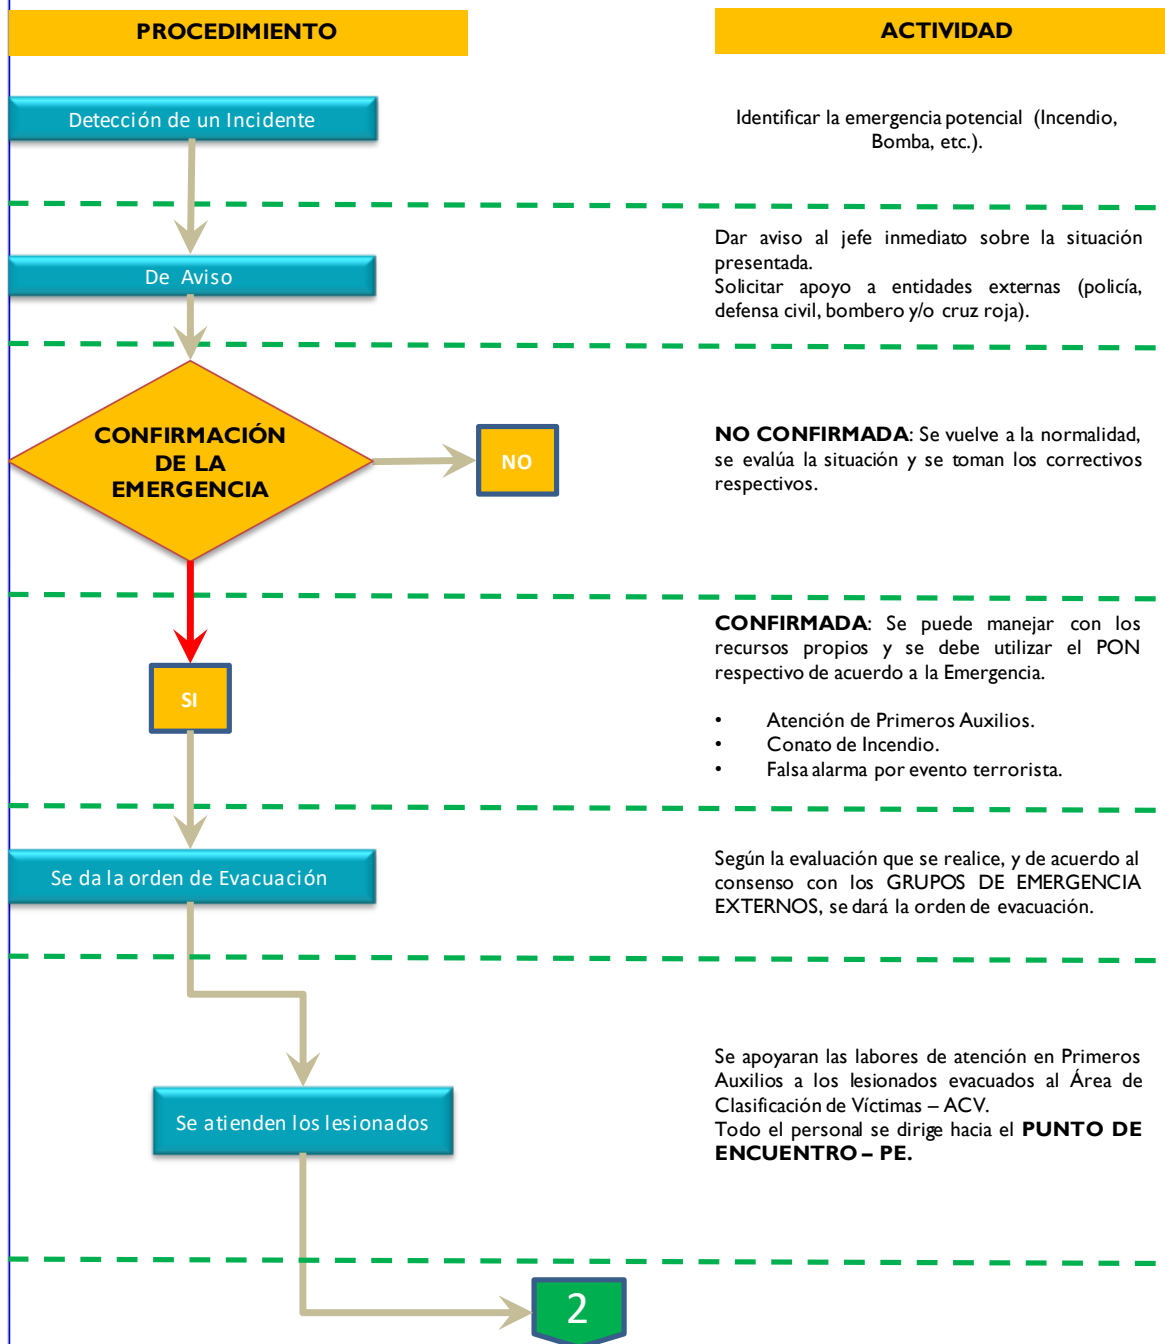 PROCEDIMIENTO
ACTIVIDAD
Detección de un Incidente
Identificar la emergencia potencial (Incendio,
Bomba, etc.).
De Aviso
Dar aviso al jefe inmediato sobre la situación
presentada.
Solicitar apoyo a entidades externas (policía,
defensa civil, bombero y/o cruz roja).
CONFIRMACIÓN
DE LA
EMERGENCIA
NO
NO CONFIRMADA: Se vuelve a la normalidad,
se evalúa la situación y se toman los correctivos
respectivos.
SI
CONFIRMADA: Se puede manejar con los
recursos propios y se debe utilizar el PON
respectivo de acuerdo a la Emergencia.
• Atención de Primeros Auxilios.
• Conato de Incendio.
• Falsa alarma por evento terrorista.
Se da la orden de Evacuación
Según la evaluación que se realice, y de acuerdo al
consenso con los GRUPOS DE EMERGENCIA
EXTERNOS, se dará la orden de evacuación.
Se atienden los lesionados
Se apoyaran las labores de atención en Primeros
Auxilios a los lesionados evacuados al Área de
Clasificación de Víctimas – ACV.
Todo el personal se dirige hacia el PUNTO DE
ENCUENTRO – PE.
2